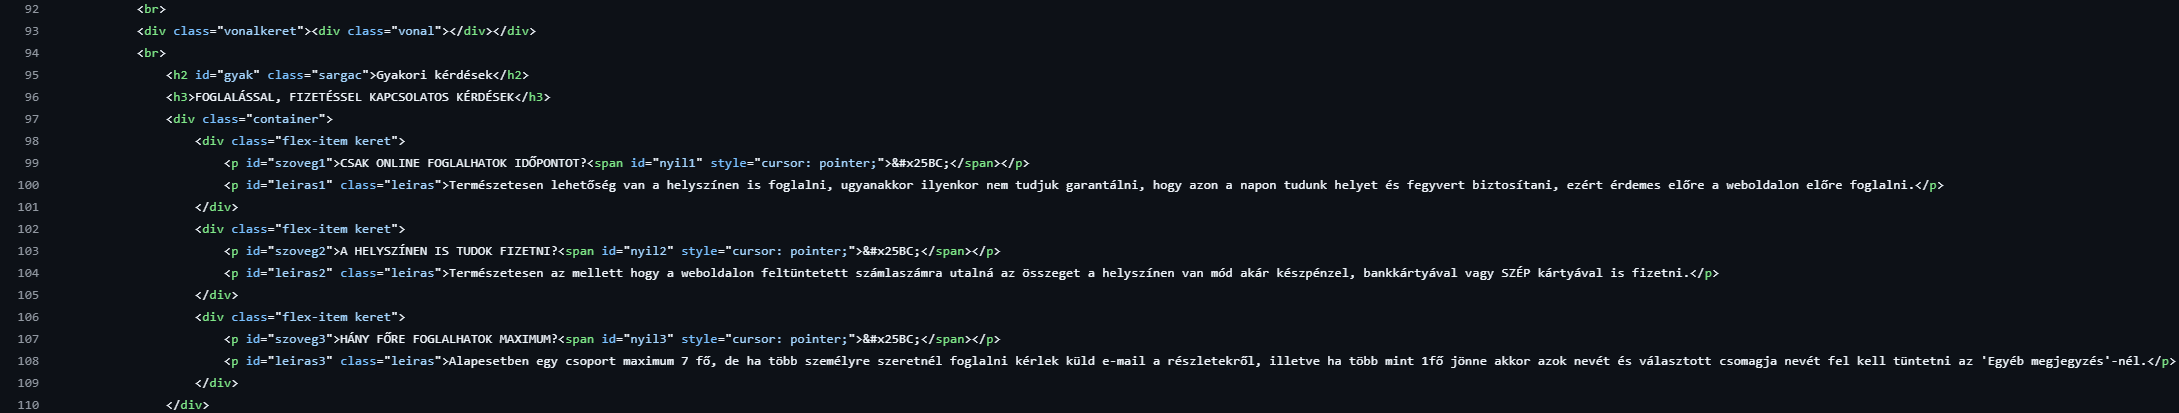 92 <br>
93 <div class="vonalkeret"><div class="vonal"></div></div>
94 <br>
95 <h2 id="gyak" class="sargac">Gyakori kérdések</h2>
96 <h3>FOGLALÁSSAL, FIZETÉSSEL KAPCSOLATOS KÉRDÉSEK</h3>
97 <div class="container">
98 <div class="flex-item keret">
99 <p id="szoveg1">CSAK ONLINE FOGLALHATOK IDŐPONTOT?<span id="nyil1" style="cursor: pointer;">&#x25BC;</span></p>
100 <p id="leiras1" class="leiras">Természetesen lehetőség van a helyszínen is foglalni, ugyanakkor ilyenkor nem tudjuk garantálni, hogy azon a napon tudunk helyet és fegyvert biztosítani, ezért érdemes előre a weboldalon előre foglalni.</p>
101 </div>
102 <div class="flex-item keret">
103 <p id="szoveg2">A HELYSZÍNEN IS TUDOK FIZETNI?<span id="nyil2" style="cursor: pointer;">&#x25BC;</span></p>
104 <p id="leiras2" class="leiras">Természetesen az mellett hogy a weboldalon feltüntetett számlaszámra utalná az összeget a helyszínen van mód akár készpénzel, bankkártyával vagy SZÉP kártyával is fizetni.</p>
105 </div>
106 <div class="flex-item keret">
107 <p id="szoveg3">HÁNY FŐRE FOGLALHATOK MAXIMUM?<span id="nyil3" style="cursor: pointer;">&#x25BC;</span></p>
108 <p id="leiras3" class="leiras">Alapesetben egy csoport maximum 7 fő, de ha több személyre szeretnél foglalni kérlek küld e-mail a részletekről, illetve ha több mint 1fő jönne akkor azok nevét és választott csomagja nevét fel kell tüntetni az 'Egyéb megjegyzés'-nél.</p>
109 </div>
110 </div>